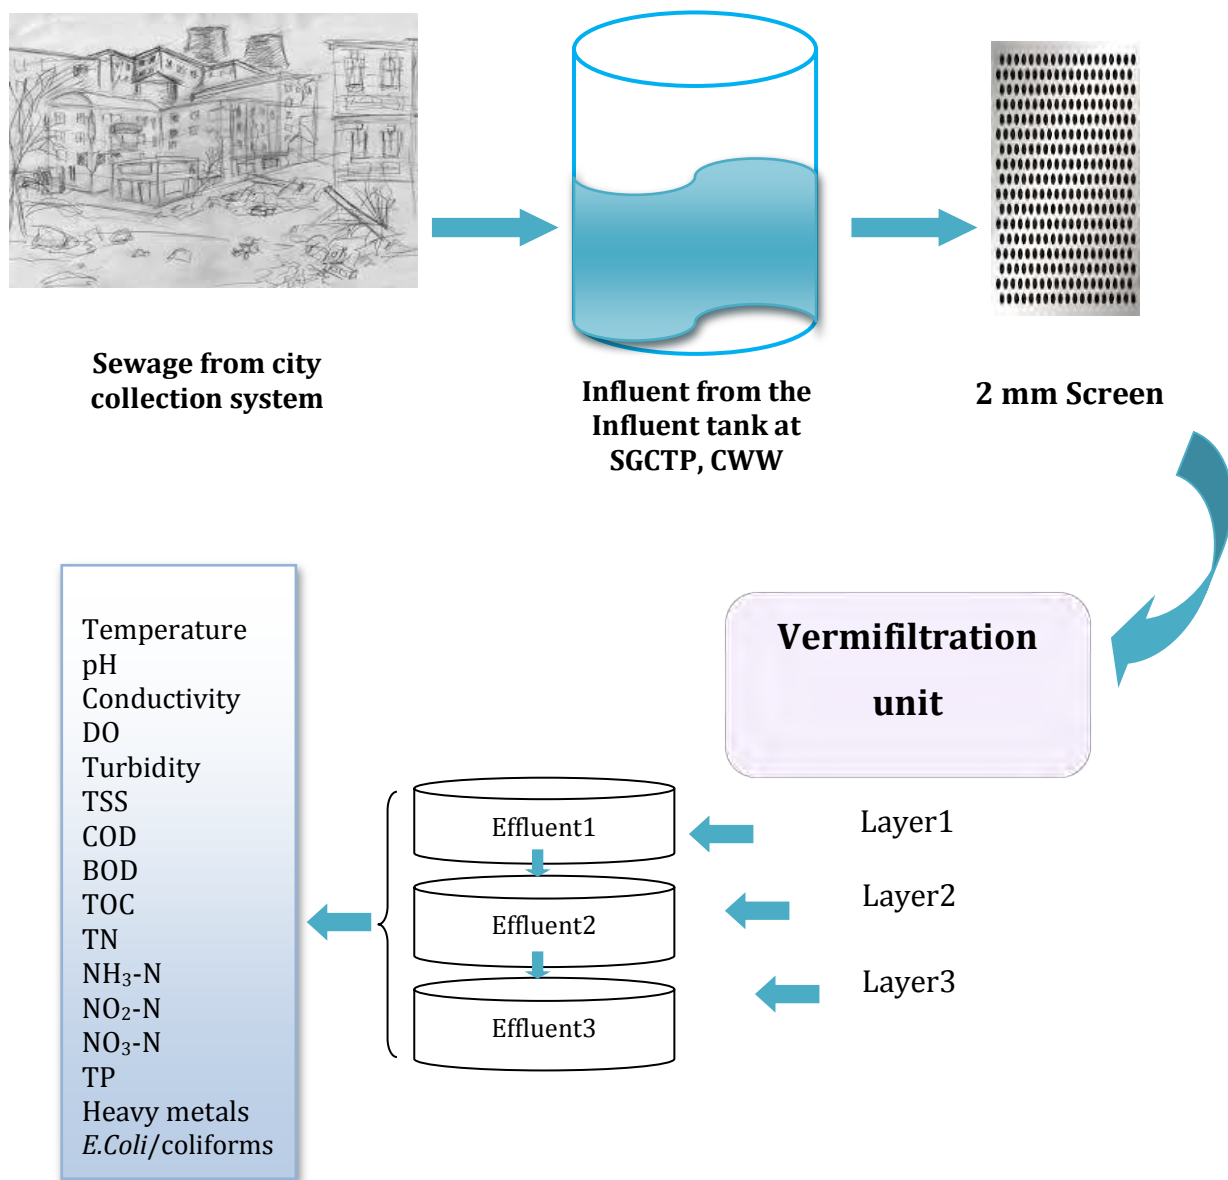 Sewage from city
collection system
Influent from the
Influent tank at
SGCTP, CWW
2 mm Screen
Vermifiltration
unit
Layer1
Layer2
Layer3
Effluent1
Effluent2
Effluent3
Temperature
pH
Conductivity
DO
Turbidity
TSS
COD
BOD
TOC
TN
NH₃-N
NO₂-N
NO₃-N
TP
Heavy metals
E.Coli/coliforms